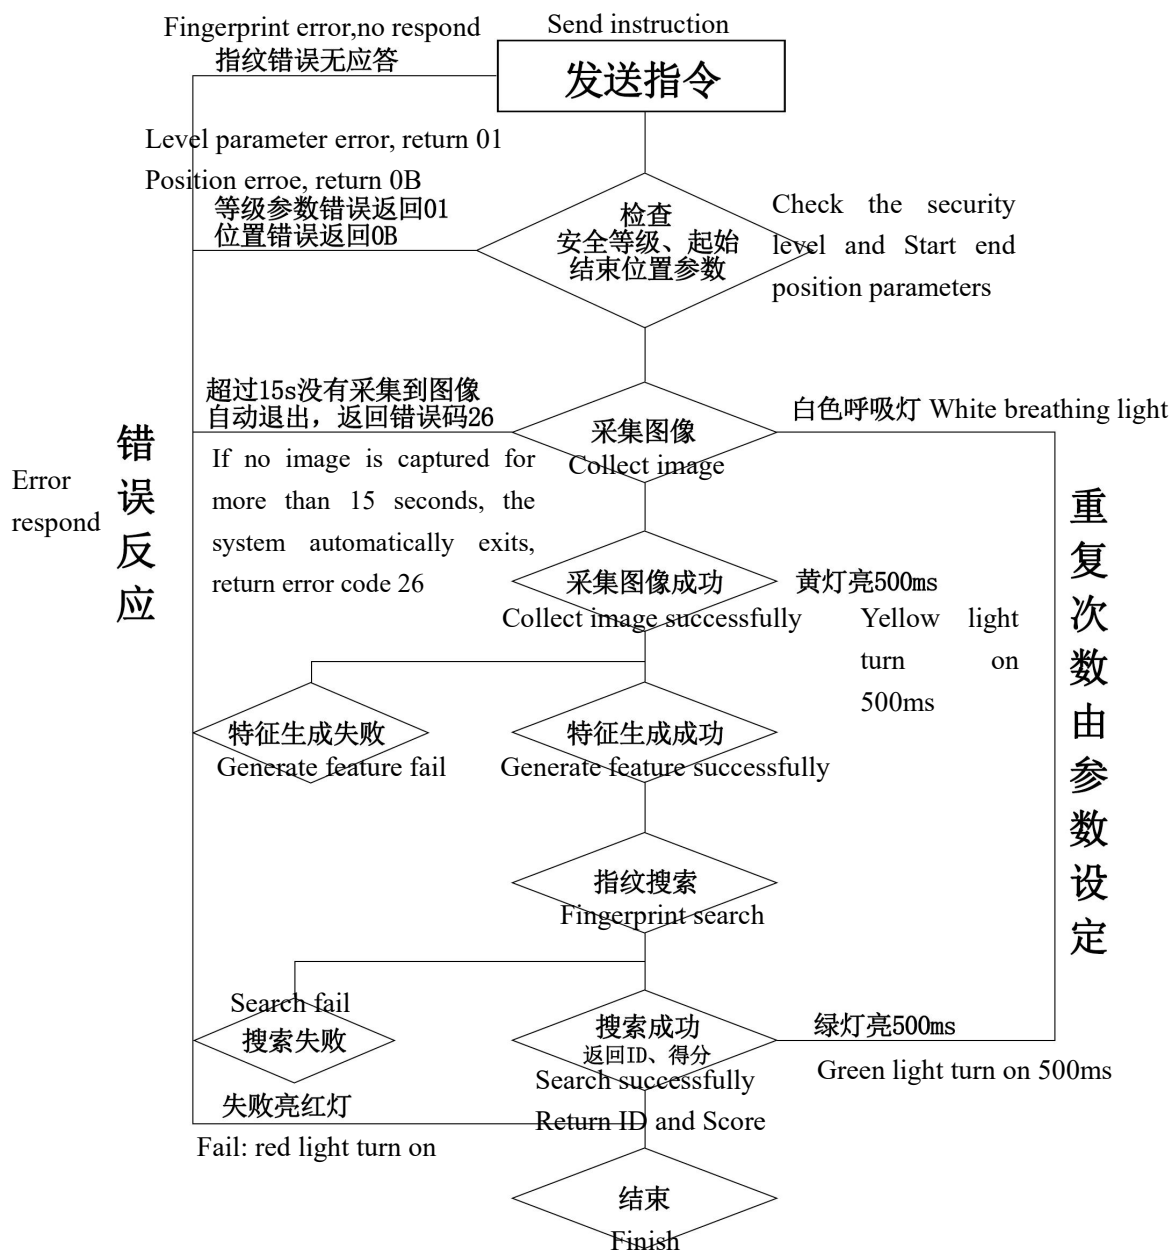 Fingerprint error,no respond
指纹错误无应答
Send instruction
发送指令
Level parameter error, return 01
Position erroe, return 0B
等级参数错误返回01
位置错误返回0B
检查
安全等级、起始
结束位置参数
Check the security
level and Start end
position parameters
超过15s没有采集到图像
自动退出，返回错误码26
If no image is captured for
more than 15 seconds, the
system automatically exits,
return error code 26
采集图像
Collect image
白色呼吸灯 White breathing light
Error
respond
错误反应
重复次数由参数设定
采集图像成功
Collect image successfully
黄灯亮500ms
Yellow light
turn on
500ms
特征生成失败
Generate feature fail
特征生成成功
Generate feature successfully
指纹搜索
Fingerprint search
Search fail
搜索失败
搜索成功
返回ID、得分
Search successfully
Return ID and Score
绿灯亮500ms
Green light turn on 500ms
失败亮红灯
Fail: red light turn on
结束
Finish